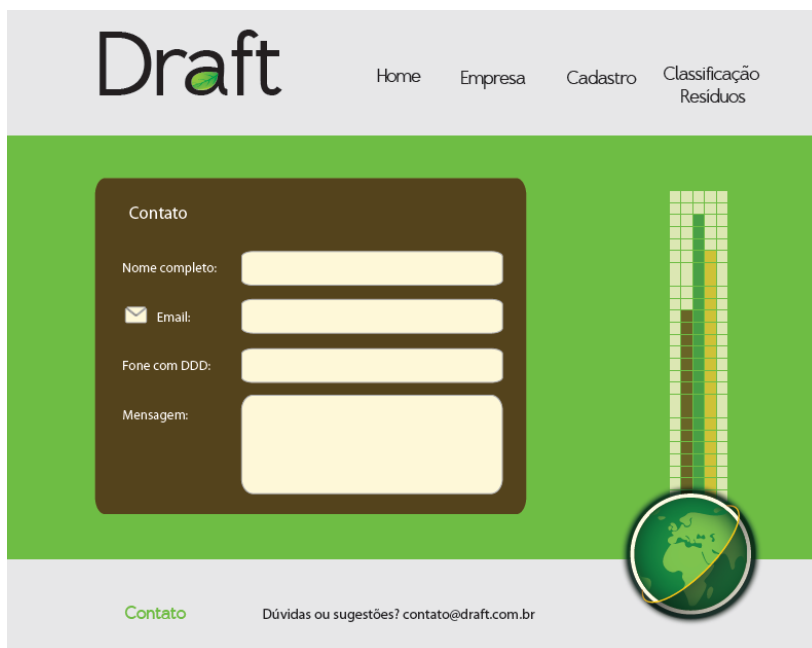 Draft
Home
Empresa
Cadastro
Classificação
Resíduos
Contato
Nome completo:
Email:
Fone com DDD:
Mensagem:
Contato
Dúvidas ou sugestões? contato@draft.com.br